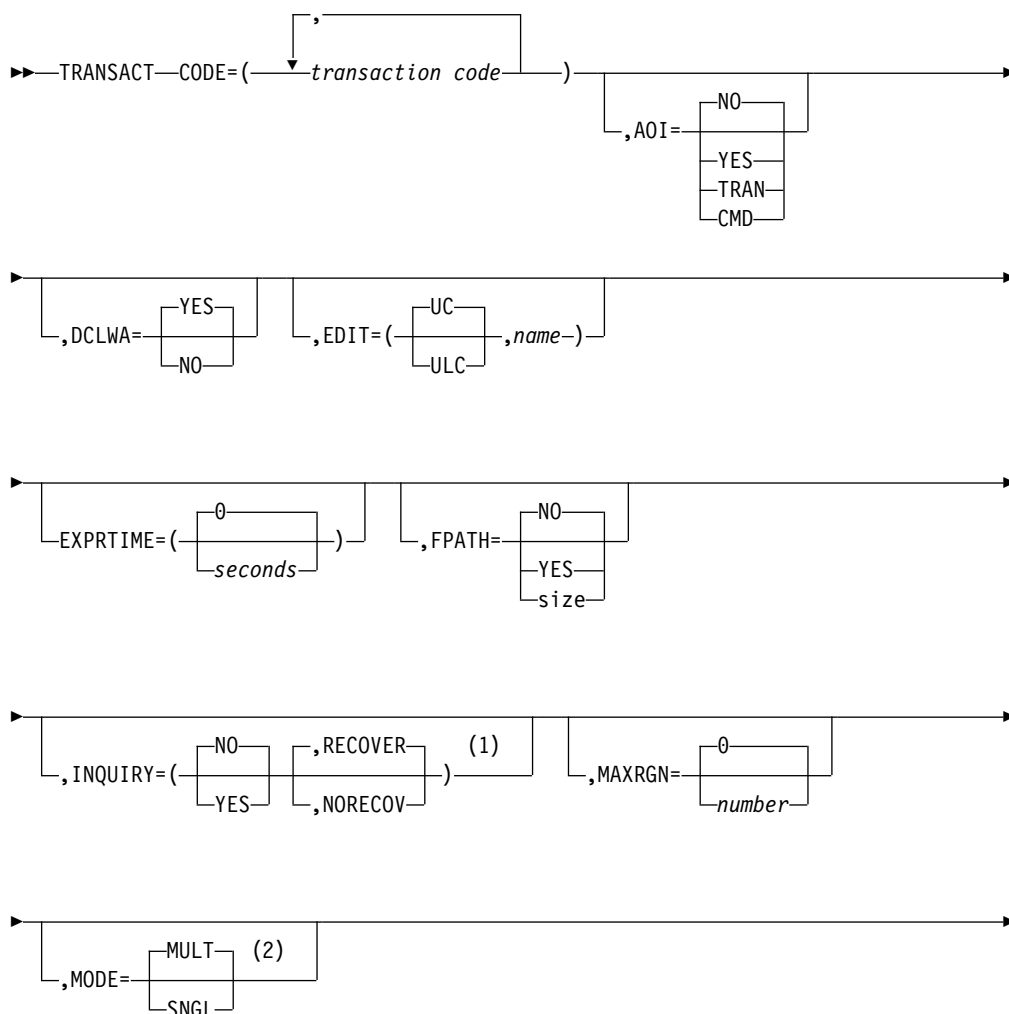 ,
TRANSACT CODE=( transaction code )
,AOI= NO
YES
TRAN
CMD
,DCLWA= YES
NO
,EDIT=( UC ,name )
ULC
EXPRTIME=( 0 )
seconds
,FPATH= NO
YES
size
,INQUIRY=( NO ,RECOVER ) (1)
YES ,NORECOV
,MAXRGN= 0
number
,MODE= MULT (2)
SNGL